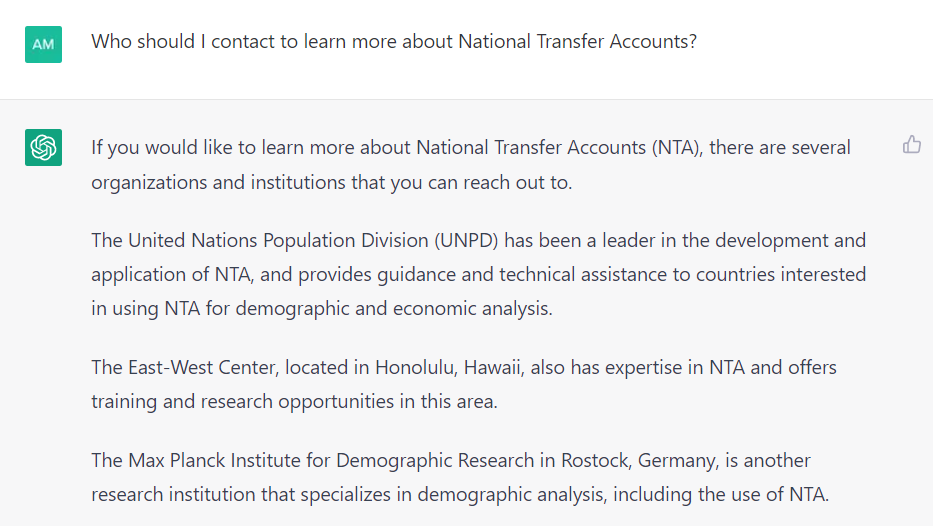 AM
Who should I contact to learn more about National Transfer Accounts?
If you would like to learn more about National Transfer Accounts (NTA), there are several
organizations and institutions that you can reach out to.
The United Nations Population Division (UNPD) has been a leader in the development and
application of NTA, and provides guidance and technical assistance to countries interested
in using NTA for demographic and economic analysis.
The East-West Center, located in Honolulu, Hawaii, also has expertise in NTA and offers
training and research opportunities in this area.
The Max Planck Institute for Demographic Research in Rostock, Germany, is another
research institution that specializes in demographic analysis, including the use of NTA.